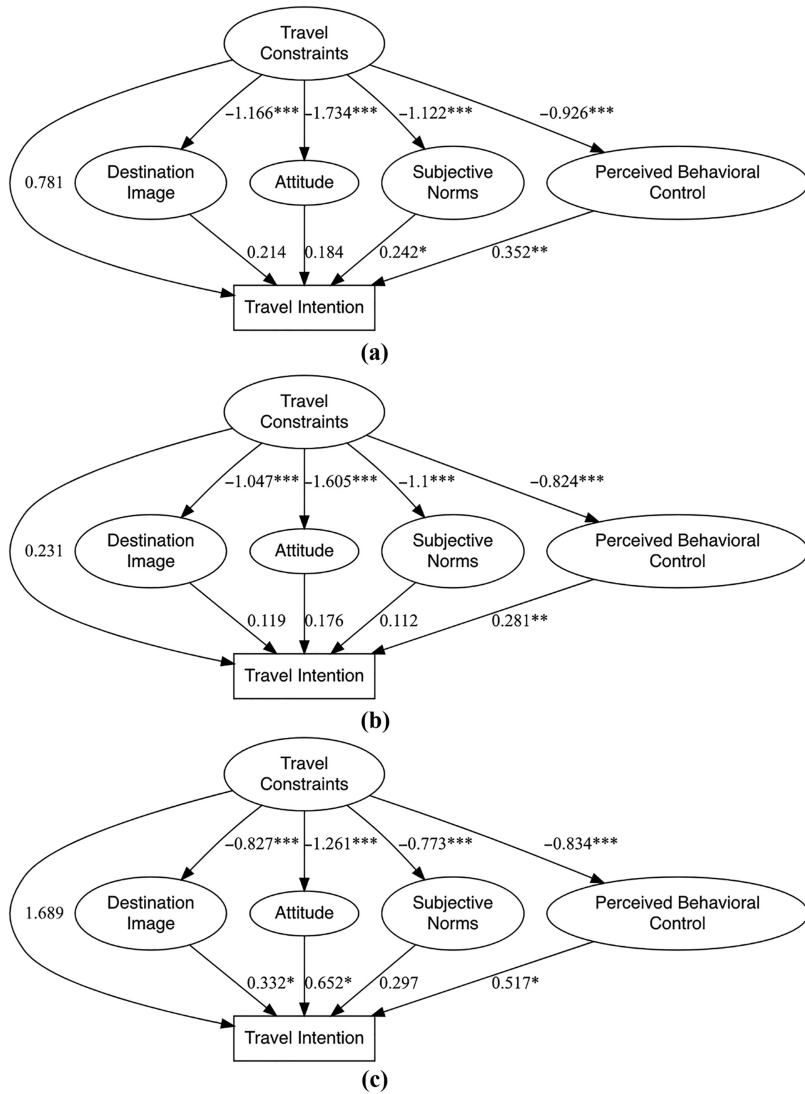 Travel
Constraints
−1.166*** −1.734*** −1.122*** −0.926***
Destination
Image
Attitude
Subjective
Norms
Perceived Behavioral
Control
0.781
0.214 0.184 0.242* 0.352**
Travel Intention
(a)
Travel
Constraints
−1.047*** −1.605*** −1.1*** −0.824***
Destination
Image
Attitude
Subjective
Norms
Perceived Behavioral
Control
0.231
0.119 0.176 0.112 0.281**
Travel Intention
(b)
Travel
Constraints
−0.827*** −1.261*** −0.773*** −0.834***
Destination
Image
Attitude
Subjective
Norms
Perceived Behavioral
Control
1.689
0.332* 0.652* 0.297 0.517*
Travel Intention
(c)